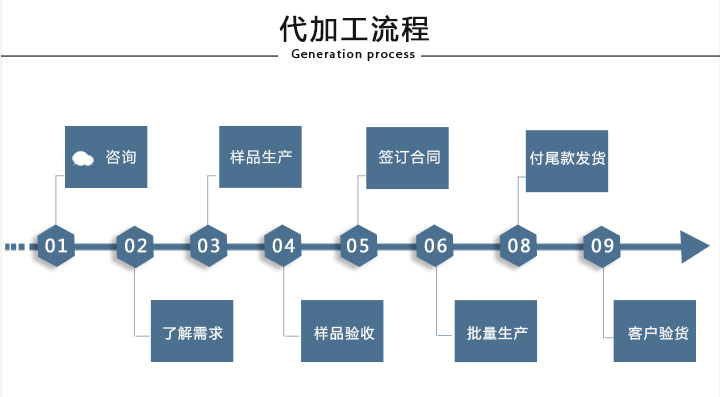 代加工流程
Generation process
01
咨询
02
了解需求
03
样品生产
04
样品验收
05
签订合同
06
批量生产
08
付尾款发货
09
客户验货